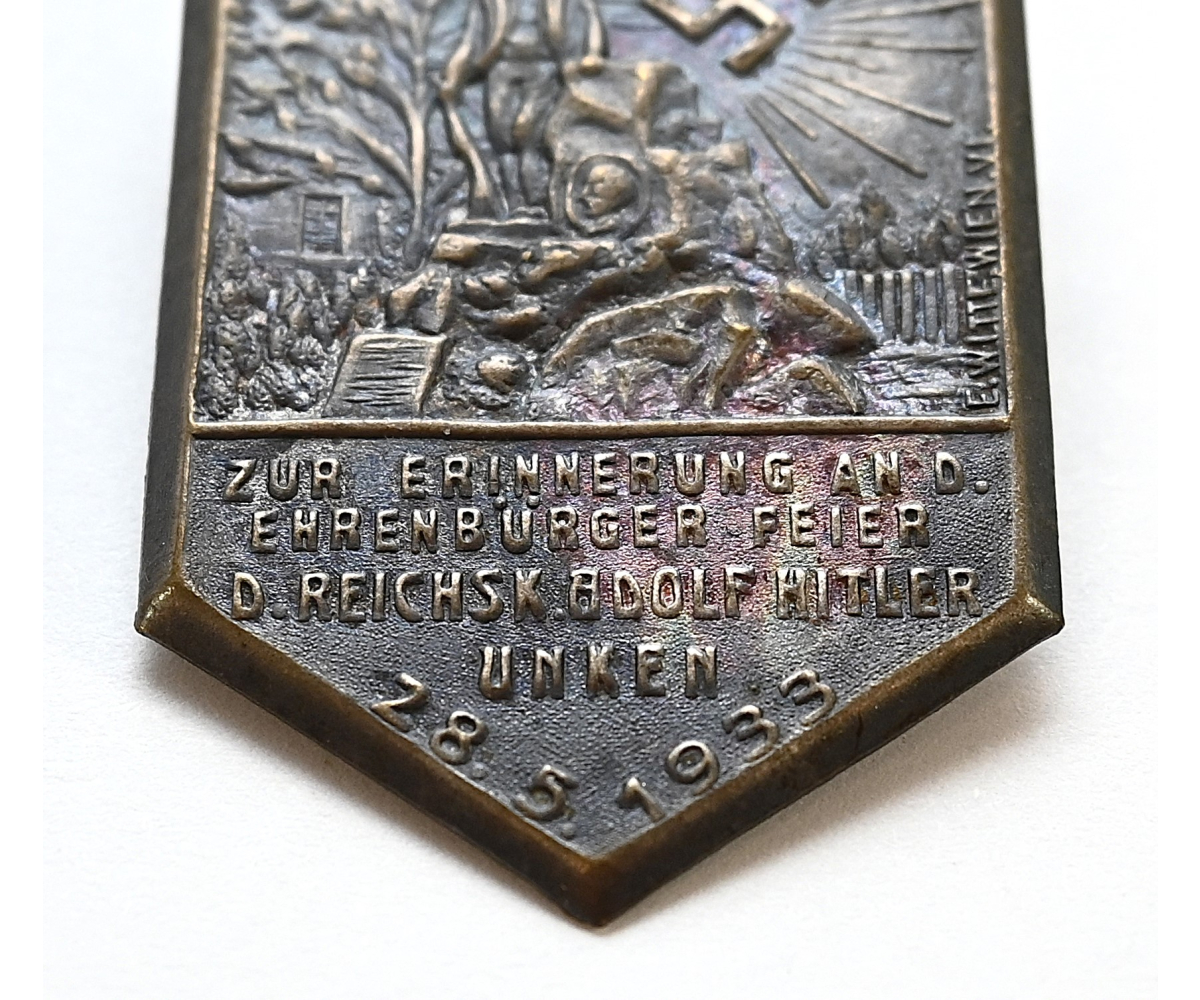 E.WITTE.WIEN.VI.
ZUR ERINNERUNG AN D.
EHRENBÜRGER FEIER
D.REICHSK.ADOLF HITLER
UNKEN
28.5.1933